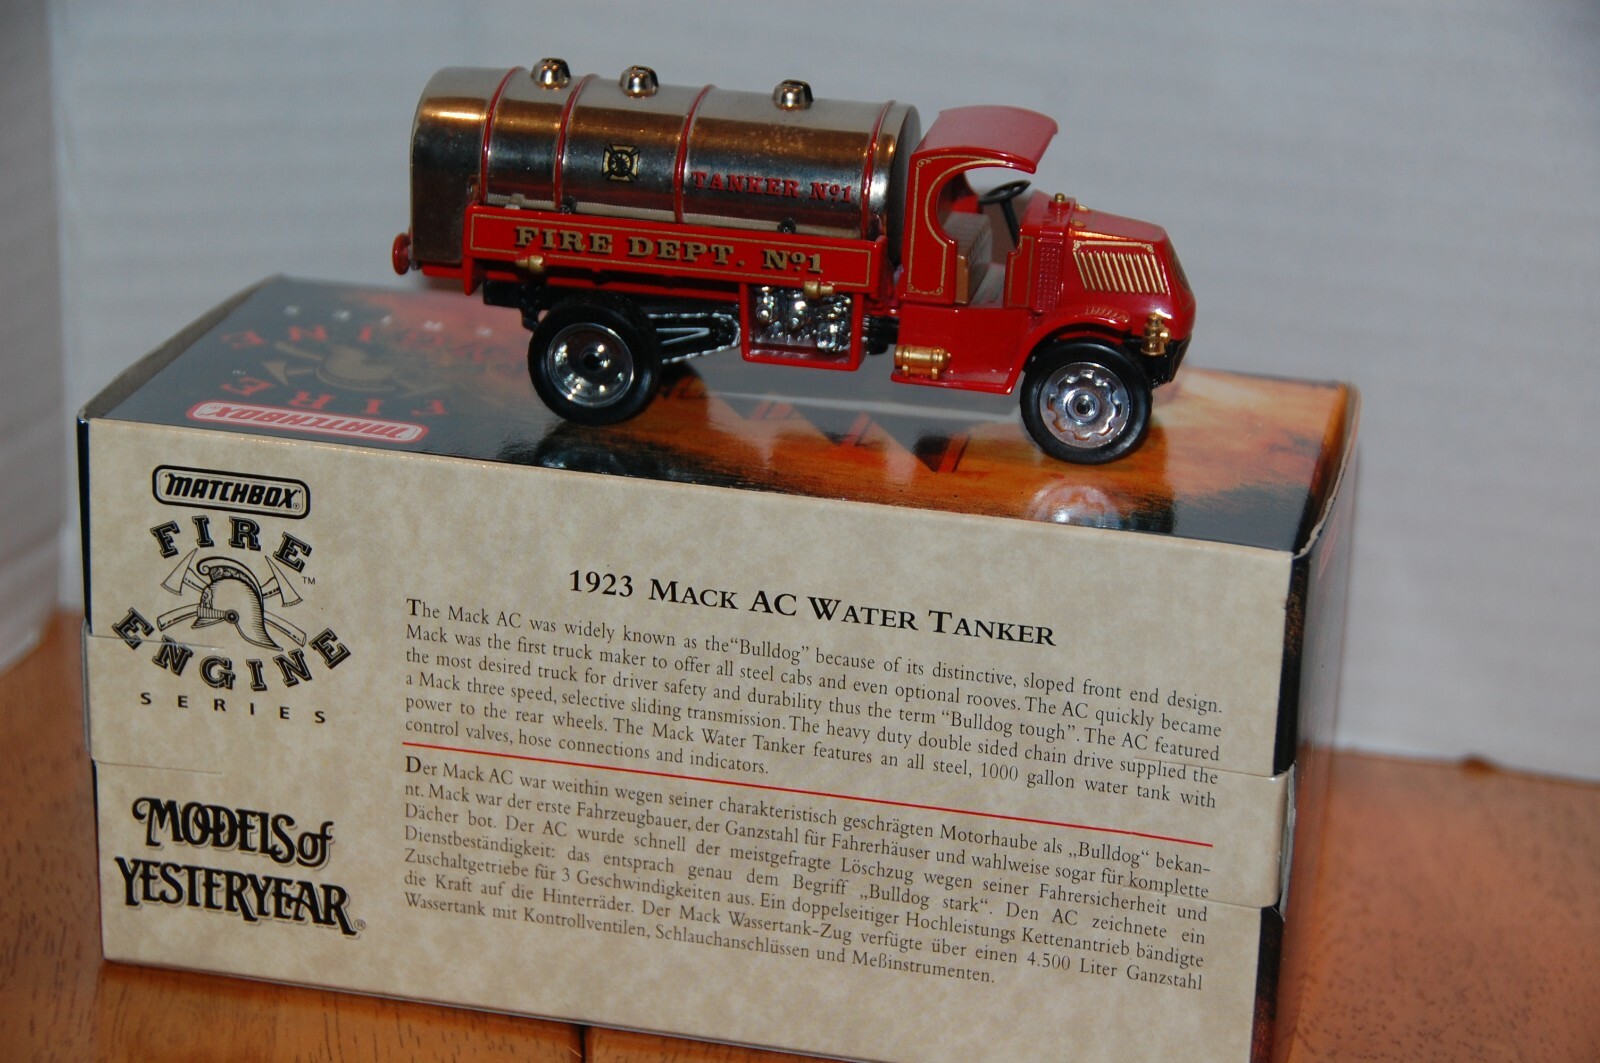 TANKER Nº1
FIRE DEPT. Nº1
MATCHBOX
FIRE
MATCHBOX®
FIRE
ENGINE™
SERIES
MODELS of
YESTERYEAR®
1923 MACK AC WATER TANKER
The Mack AC was widely known as the“Bulldog” because of its distinctive, sloped front end design.
Mack was the first truck maker to offer all steel cabs and even optional rooves. The AC quickly became
the most desired truck for driver safety and durability thus the term “Bulldog tough”. The AC featured
a Mack three speed, selective sliding transmission. The heavy duty double sided chain drive supplied the
power to the rear wheels. The Mack Water Tanker features an all steel, 1000 gallon water tank with
control valves, hose connections and indicators.
Der Mack AC war weithin wegen seiner charakteristisch geschrägten Motorhaube als „Bulldog“ bekan-
nt. Mack war der erste Fahrzeugbauer, der Ganzstahl für Fahrerhäuser und wahlweise sogar für komplette
Dächer bot. Der AC wurde schnell der meistgefragte Löschzug wegen seiner Fahrersicherheit und
Dienstbeständigkeit: das entsprach genau dem Begriff „Bulldog stark“. Den AC zeichnete ein
Zuschaltgetriebe für 3 Geschwindigkeiten aus. Ein doppelseitiger Hochleistungs Kettenantrieb bändigte
die Kraft auf die Hinterräder. Der Mack Wassertank-Zug verfügte über einen 4.500 Liter Ganzstahl
Wassertank mit Kontrollventilen, Schlauchanschlüssen und Meßinstrumenten.